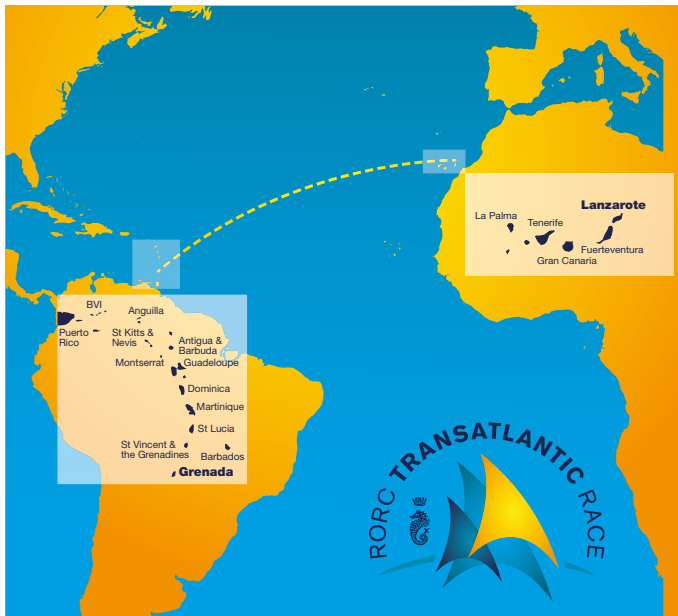 La Palma
Lanzarote
Tenerife
Fuerteventura
Gran Canaria
BVI
Anguilla
Puerto
Rico
St Kitts &
Nevis
Antigua &
Barbuda
Montserrat
Guadeloupe
Dominica
Martinique
St Lucia
St Vincent &
the Grenadines
Barbados
Grenada
RORC TRANSATLANTIC RACE